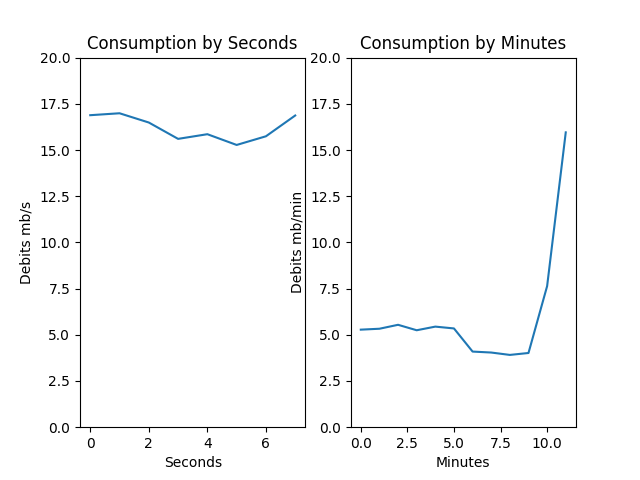 Consumption by Seconds
20.0
17.5
15.0
12.5
10.0
7.5
5.0
2.5
0.0
Debits mb/s
0 2 4 6
Seconds
Consumption by Minutes
20.0
17.5
15.0
12.5
10.0
7.5
5.0
2.5
0.0
Debits mb/min
0.0 2.5 5.0 7.5 10.0
Minutes